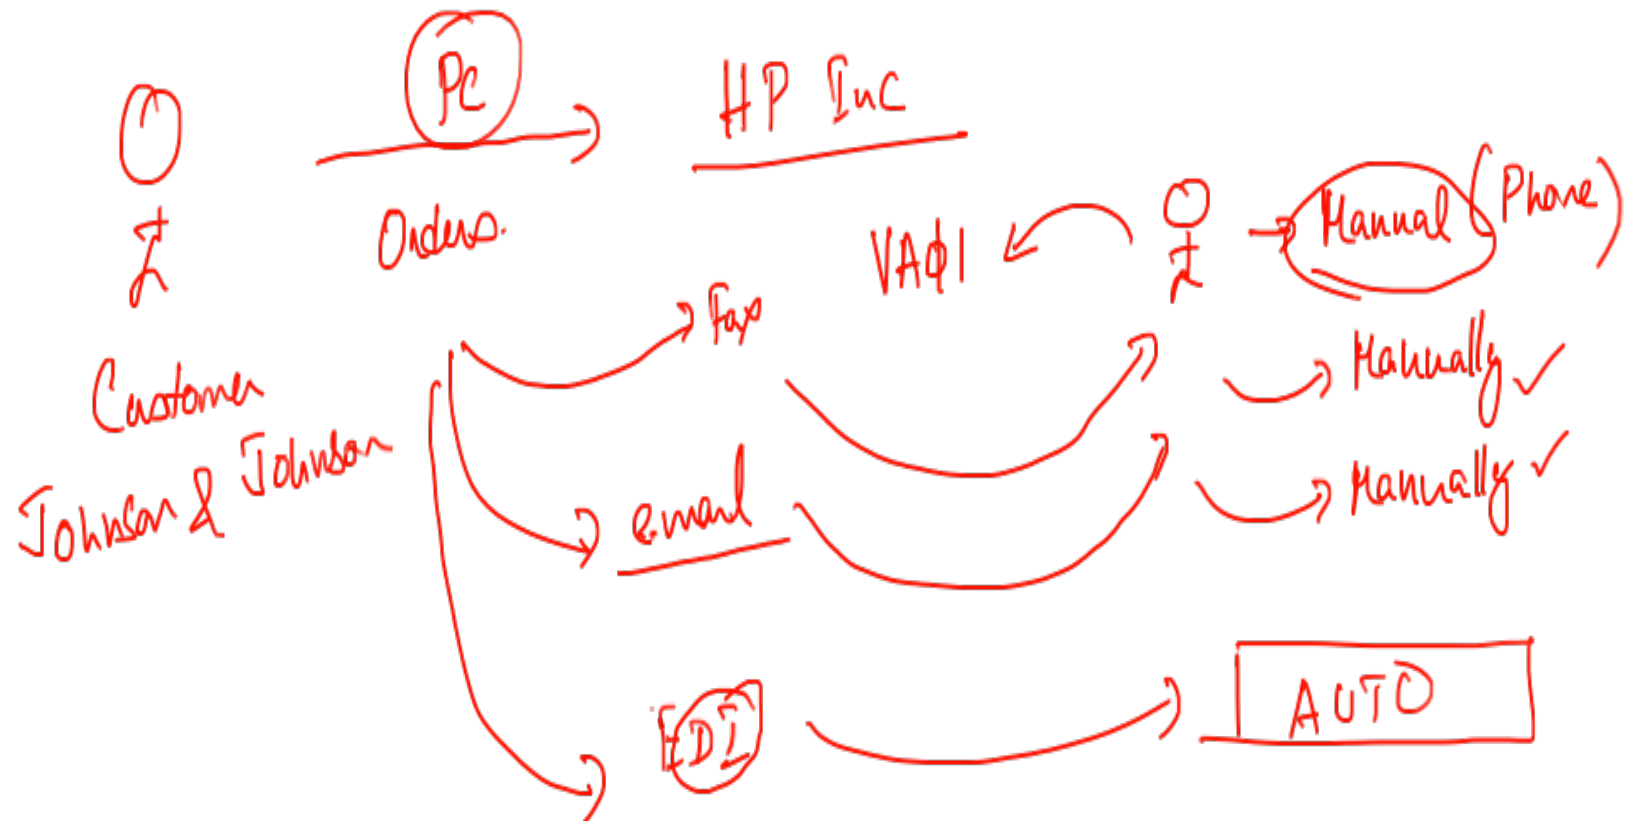 PC
HP Inc
Orders.
Manual (Phone)
VA01
Fax
Customer
Manually ✓
Johnson & Johnson
Manually ✓
email
EDI
AUTO